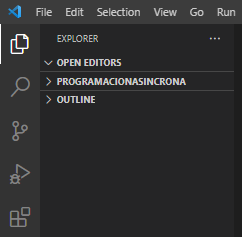 File Edit Selection View Go Run
EXPLORER ...
OPEN EDITORS
PROGRAMACIONASINCRONA
OUTLINE